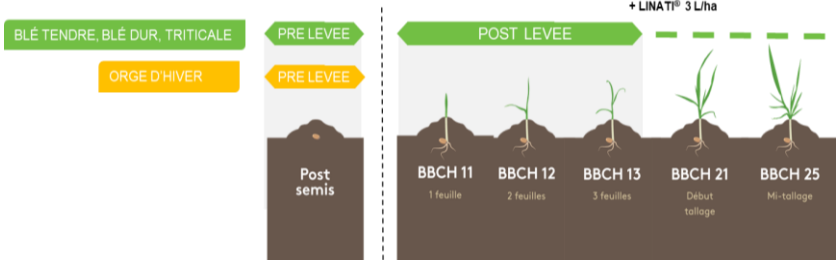 + LINATI® 3 L/ha
BLÉ TENDRE, BLÉ DUR, TRITICALE
PRE LEVEE
POST LEVEE
ORGE D'HIVER
PRE LEVEE
Post
semis
BBCH 11
1 feuille
BBCH 12
2 feuilles
BBCH 13
3 feuilles
BBCH 21
Début
tallage
BBCH 25
Mi-tallage